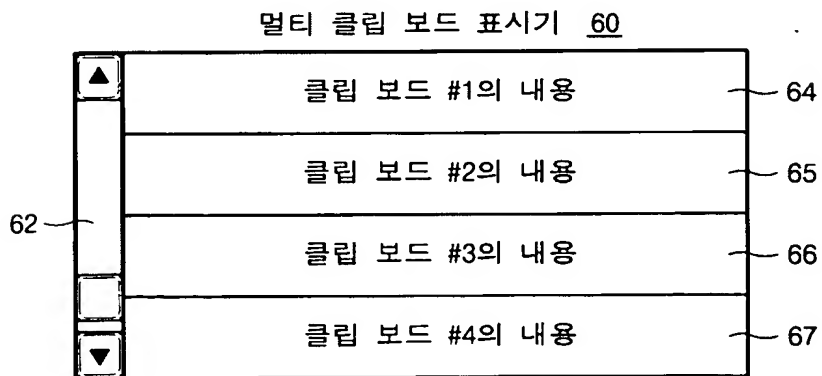 멀티 클립 보드 표시기 60
클립 보드 #1의 내용 64
클립 보드 #2의 내용 65
62
클립 보드 #3의 내용 66
클립 보드 #4의 내용 67